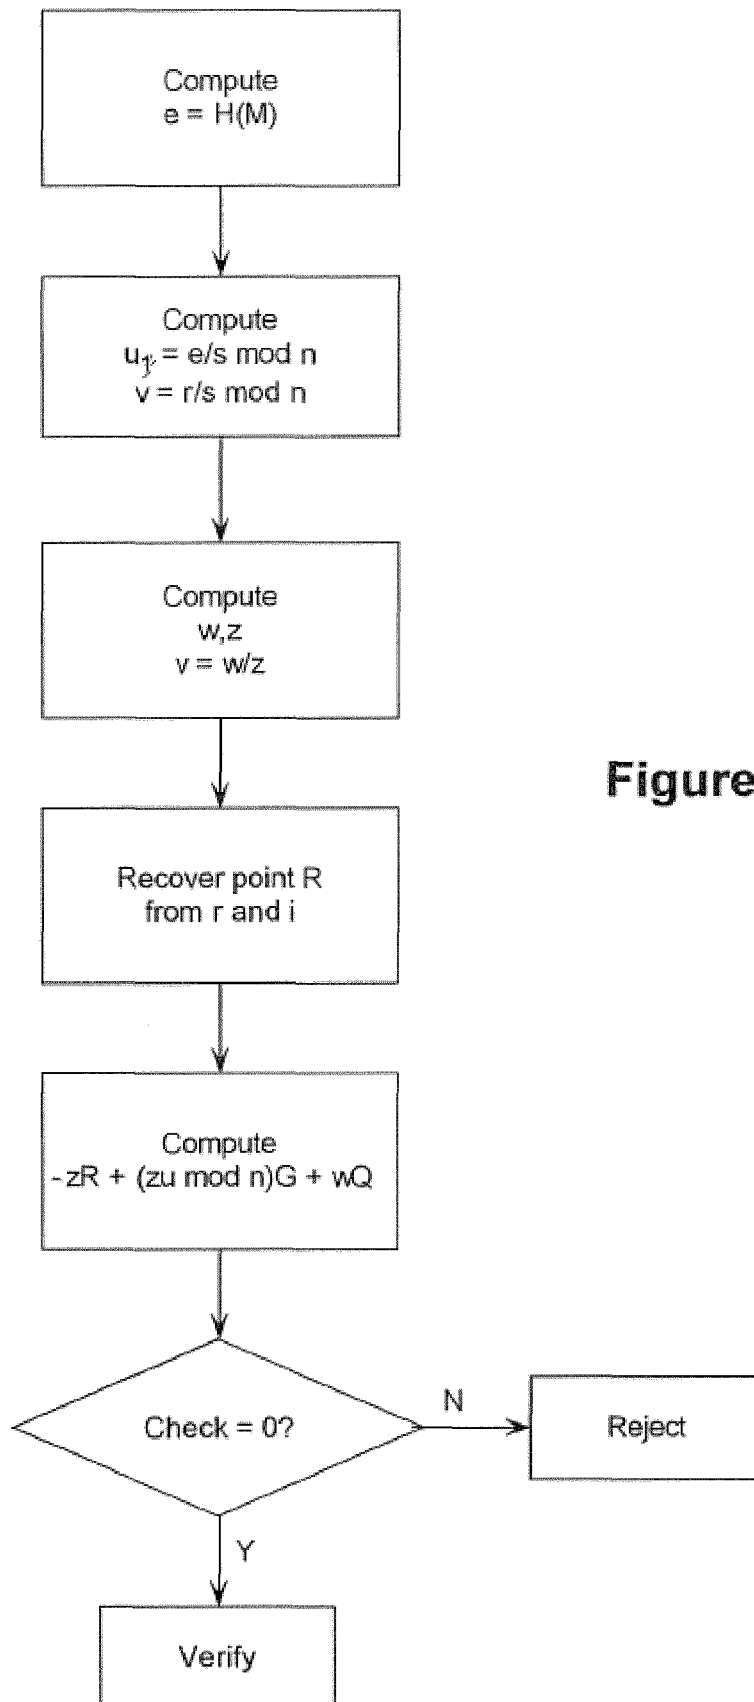 Compute
e = H(M)
Compute
u₁ = e/s mod n
v = r/s mod n
Compute
w,z
v = w/z
Figure
Recover point R
from r and i
Compute
-zR + (zu mod n)G + wQ
Check = 0?
N
Reject
Y
Verify